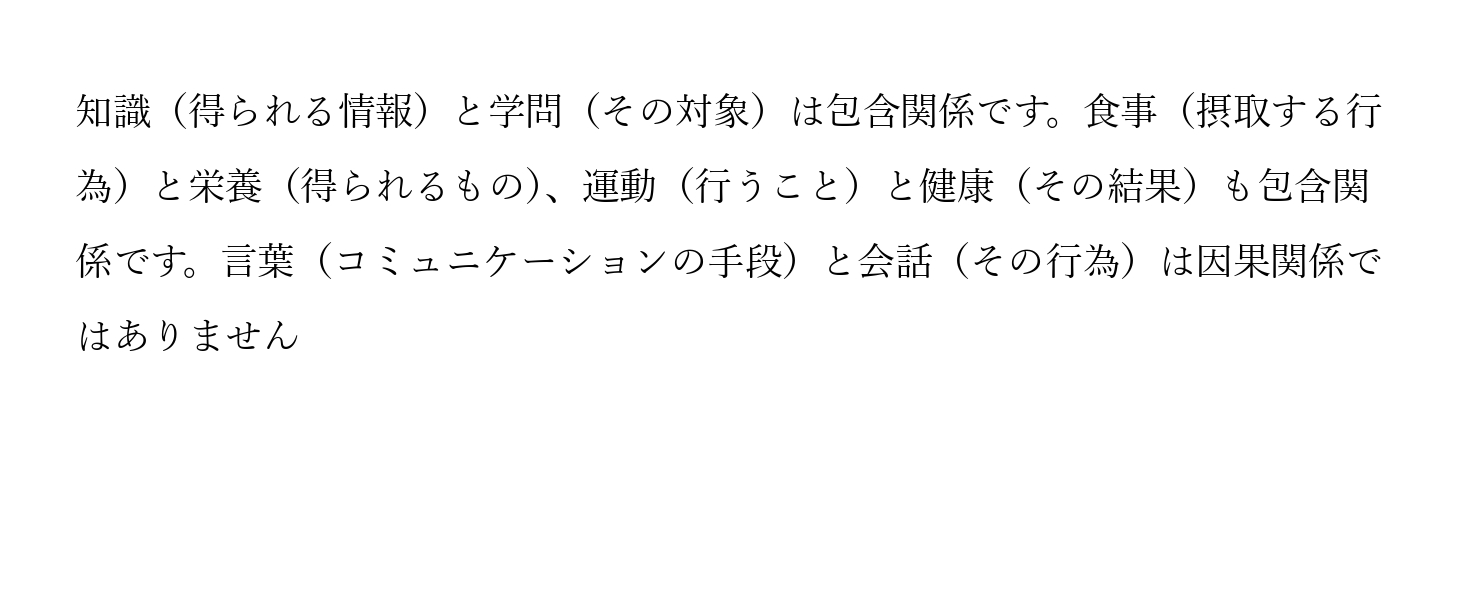 知識（得られる情報）と学問（その対象）は包含関係です。食事（摂取する行
為）と栄養（得られるもの）、運動（行うこと）と健康（その結果）も包含関
係です。言葉（コミュニケーションの手段）と会話（その行為）は因果関係で
はありません